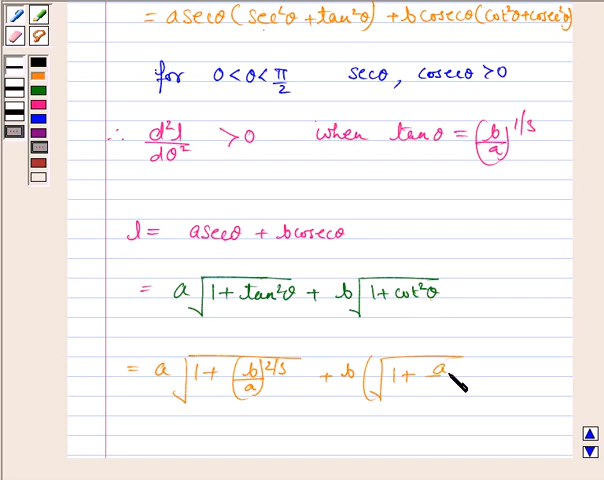 = a secθ (sec²θ + tan²θ) + b cosecθ (cot²θ + cosec²θ)
for 0 < θ < π/2 secθ, cosecθ > 0
∴ d²l/dθ² > 0 when tanθ = (b/a)^1/3
l = a secθ + b cosecθ
= a √(1 + tan²θ) + b √(1 + cot²θ)
= a √(1 + (b/a)^2/3) + b (√(1 + a